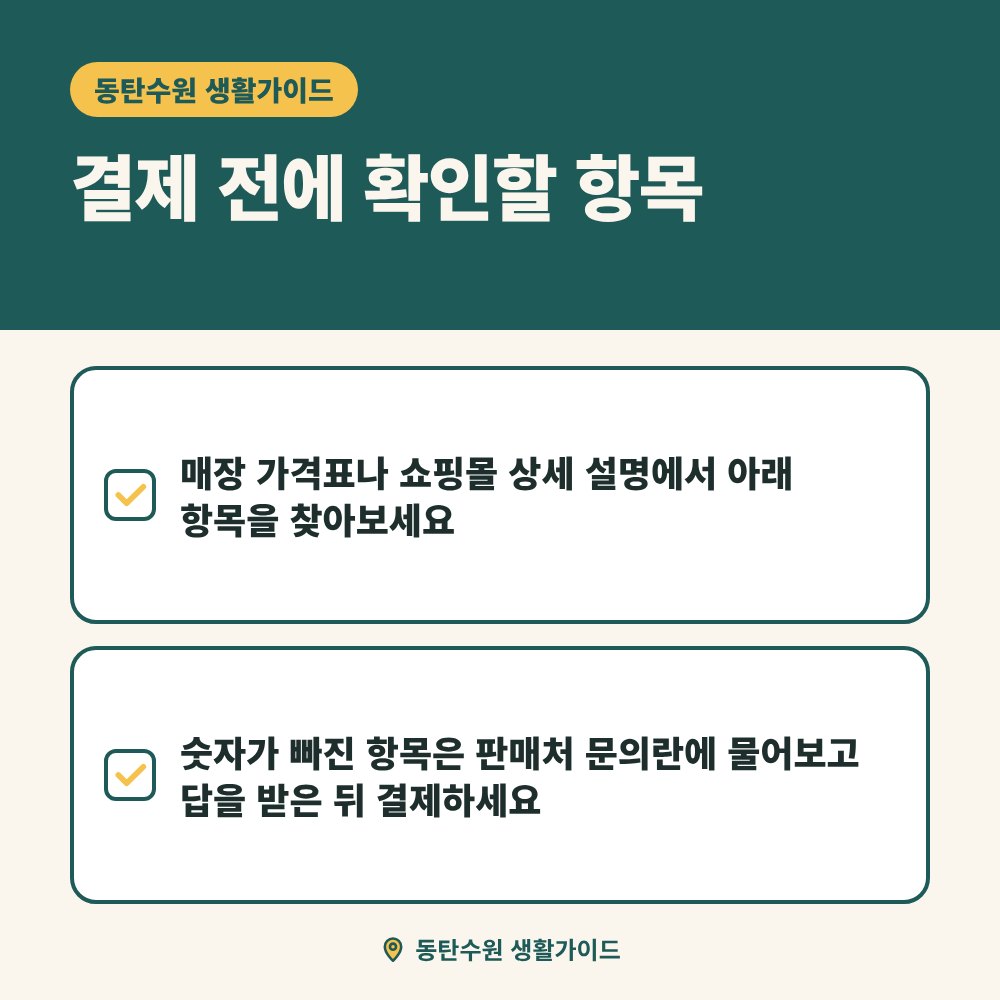 동탄수원 생활가이드
결제 전에 확인할 항목
매장 가격표나 쇼핑몰 상세 설명에서 아래
항목을 찾아보세요
숫자가 빠진 항목은 판매처 문의란에 물어보고
답을 받은 뒤 결제하세요
동탄수원 생활가이드